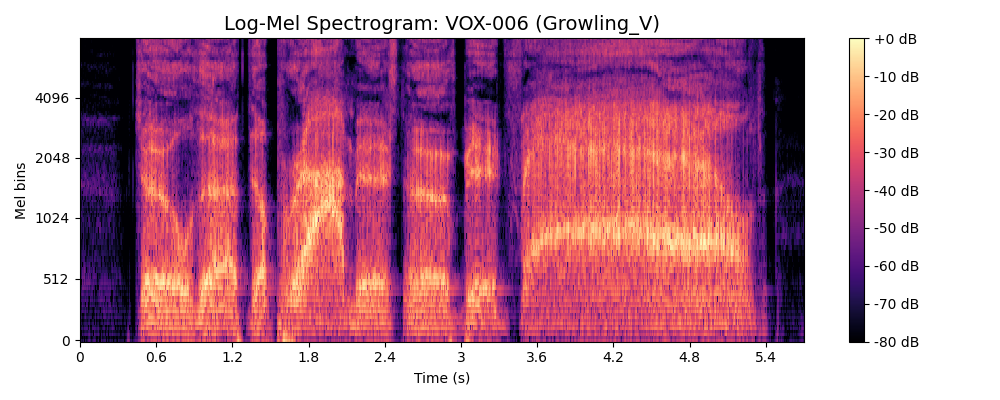 Log-Mel Spectrogram: VOX-006 (Growling_V)
Mel bins
4096
2048
1024
512
0
0 0.6 1.2 1.8 2.4 3 3.6 4.2 4.8 5.4
Time (s)
+0 dB
-10 dB
-20 dB
-30 dB
-40 dB
-50 dB
-60 dB
-70 dB
-80 dB